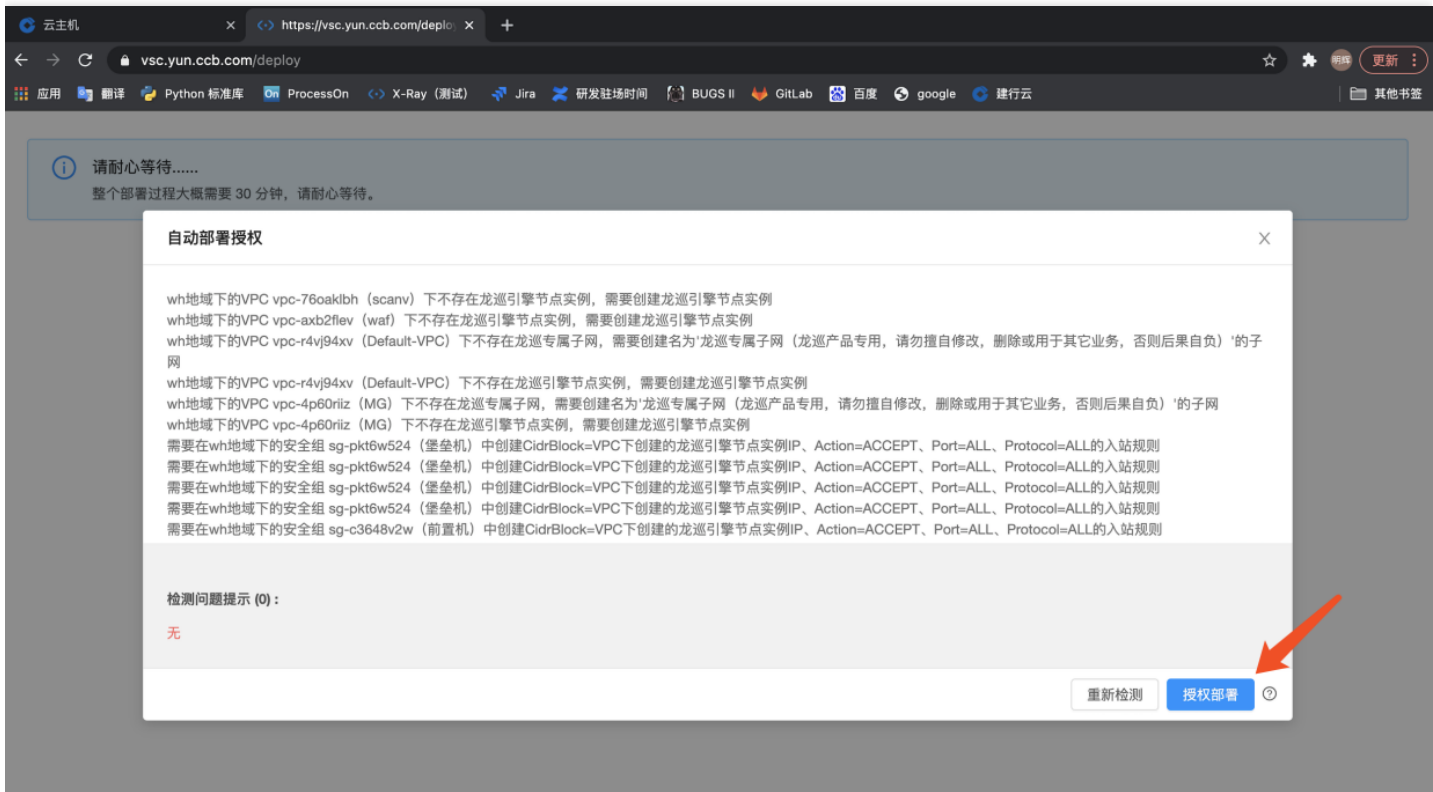 云主机
https://vsc.yun.ccb.com/deplo
vsc.yun.ccb.com/deploy
明辉
更新
应用 翻译 Python 标准库 On ProcessOn X-Ray（测试） Jira 研发驻场时间 BUGS II GitLab 百度 google 建行云 其他书签
请耐心等待......
整个部署过程大概需要 30 分钟，请耐心等待。
自动部署授权
wh地域下的VPC vpc-76oaklbh（scanv）下不存在龙巡引擎节点实例，需要创建龙巡引擎节点实例
wh地域下的VPC vpc-axb2flev（waf）下不存在龙巡引擎节点实例，需要创建龙巡引擎节点实例
wh地域下的VPC vpc-r4vj94xv（Default-VPC）下不存在龙巡专属子网，需要创建名为'龙巡专属子网（龙巡产品专用，请勿擅自修改，删除或用于其它业务，否则后果自负）'的子
网
wh地域下的VPC vpc-r4vj94xv（Default-VPC）下不存在龙巡引擎节点实例，需要创建龙巡引擎节点实例
wh地域下的VPC vpc-4p60riiz（MG）下不存在龙巡专属子网，需要创建名为'龙巡专属子网（龙巡产品专用，请勿擅自修改，删除或用于其它业务，否则后果自负）'的子网
wh地域下的VPC vpc-4p60riiz（MG）下不存在龙巡引擎节点实例，需要创建龙巡引擎节点实例
需要在wh地域下的安全组 sg-pkt6w524（堡垒机）中创建CidrBlock=VPC下创建的龙巡引擎节点实例IP、Action=ACCEPT、Port=ALL、Protocol=ALL的入站规则
需要在wh地域下的安全组 sg-pkt6w524（堡垒机）中创建CidrBlock=VPC下创建的龙巡引擎节点实例IP、Action=ACCEPT、Port=ALL、Protocol=ALL的入站规则
需要在wh地域下的安全组 sg-pkt6w524（堡垒机）中创建CidrBlock=VPC下创建的龙巡引擎节点实例IP、Action=ACCEPT、Port=ALL、Protocol=ALL的入站规则
需要在wh地域下的安全组 sg-pkt6w524（堡垒机）中创建CidrBlock=VPC下创建的龙巡引擎节点实例IP、Action=ACCEPT、Port=ALL、Protocol=ALL的入站规则
需要在wh地域下的安全组 sg-c3648v2w（前置机）中创建CidrBlock=VPC下创建的龙巡引擎节点实例IP、Action=ACCEPT、Port=ALL、Protocol=ALL的入站规则
检测问题提示 (0)：
无
重新检测 授权部署